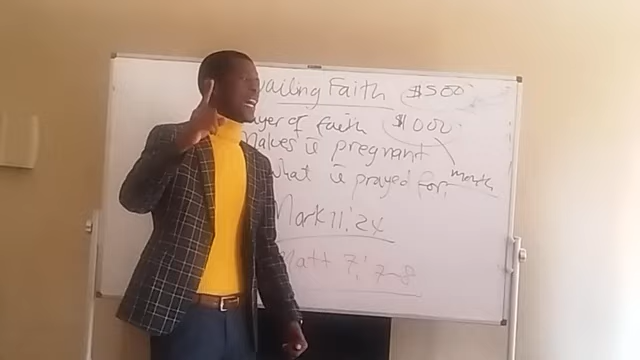 vailing Faith $500
ayer of faith $1000
Makes is pregnant
what is prayed for. month
Mark 11:24
Matt 7: 7-8